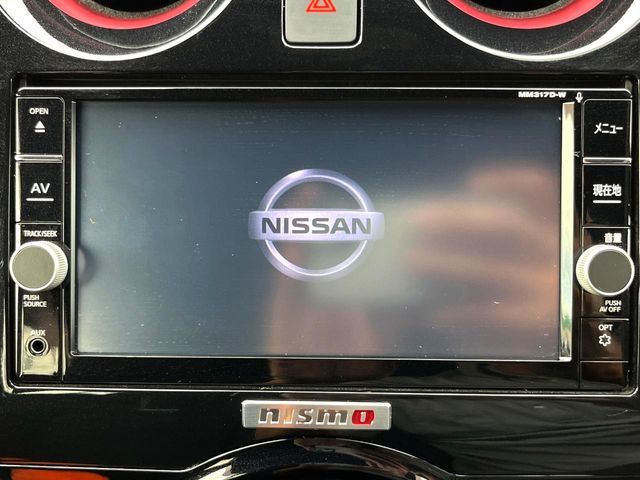 MM317D-W
OPEN
メニュー
AV
現在地
TRACK/SEEK
音量
NISSAN
PUSH
SOURCE
PUSH
AV OFF
AUX
OPT
nismo